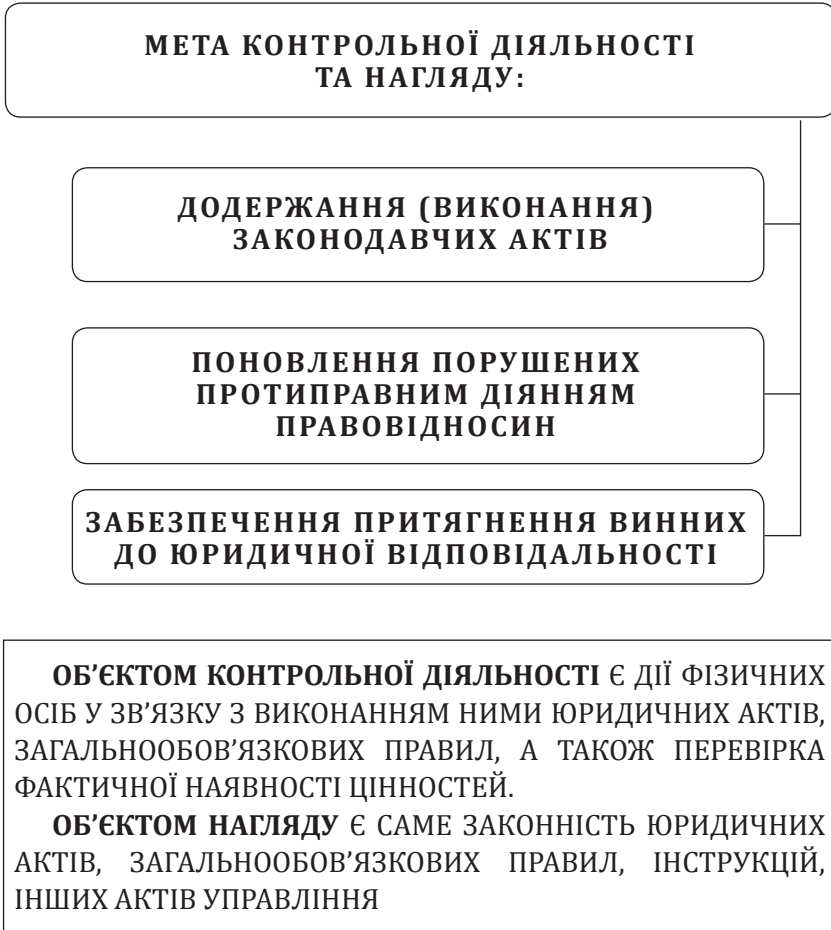 МЕТА КОНТРОЛЬНОЇ ДІЯЛЬНОСТІ
ТА НАГЛЯДУ:
ДОДЕРЖАННЯ (ВИКОНАННЯ)
ЗАКОНОДАВЧИХ АКТІВ
ПОНОВЛЕННЯ ПОРУШЕНИХ
ПРОТИПРАВНИМ ДІЯННЯМ
ПРАВОВІДНОСИН
ЗАБЕЗПЕЧЕННЯ ПРИТЯГНЕННЯ ВИННИХ
ДО ЮРИДИЧНОЇ ВІДПОВІДАЛЬНОСТІ
ОБ’ЄКТОМ КОНТРОЛЬНОЇ ДІЯЛЬНОСТІ Є ДІЇ ФІЗИЧНИХ
ОСІБ У ЗВ’ЯЗКУ З ВИКОНАННЯМ НИМИ ЮРИДИЧНИХ АКТІВ,
ЗАГАЛЬНООБОВ’ЯЗКОВИХ ПРАВИЛ, А ТАКОЖ ПЕРЕВІРКА
ФАКТИЧНОЇ НАЯВНОСТІ ЦІННОСТЕЙ.
ОБ’ЄКТОМ НАГЛЯДУ Є САМЕ ЗАКОННІСТЬ ЮРИДИЧНИХ
АКТІВ, ЗАГАЛЬНООБОВ’ЯЗКОВИХ ПРАВИЛ, ІНСТРУКЦІЙ,
ІНШИХ АКТІВ УПРАВЛІННЯ